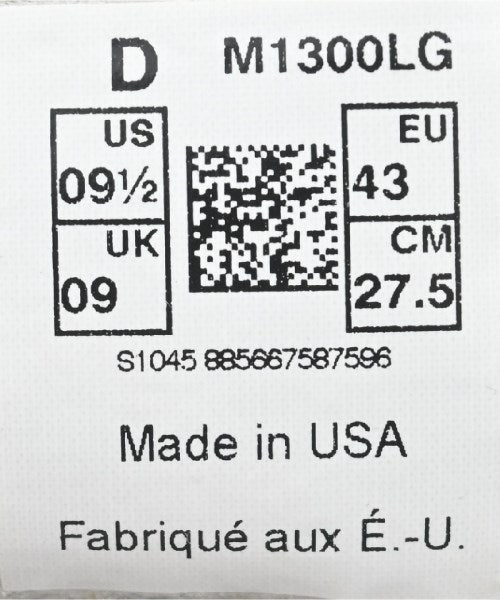 D M1300LG
US EU
09½ 43
UK CM
09 27.5
S1045 885667587596
Made in USA
Fabriqué aux É.-U.